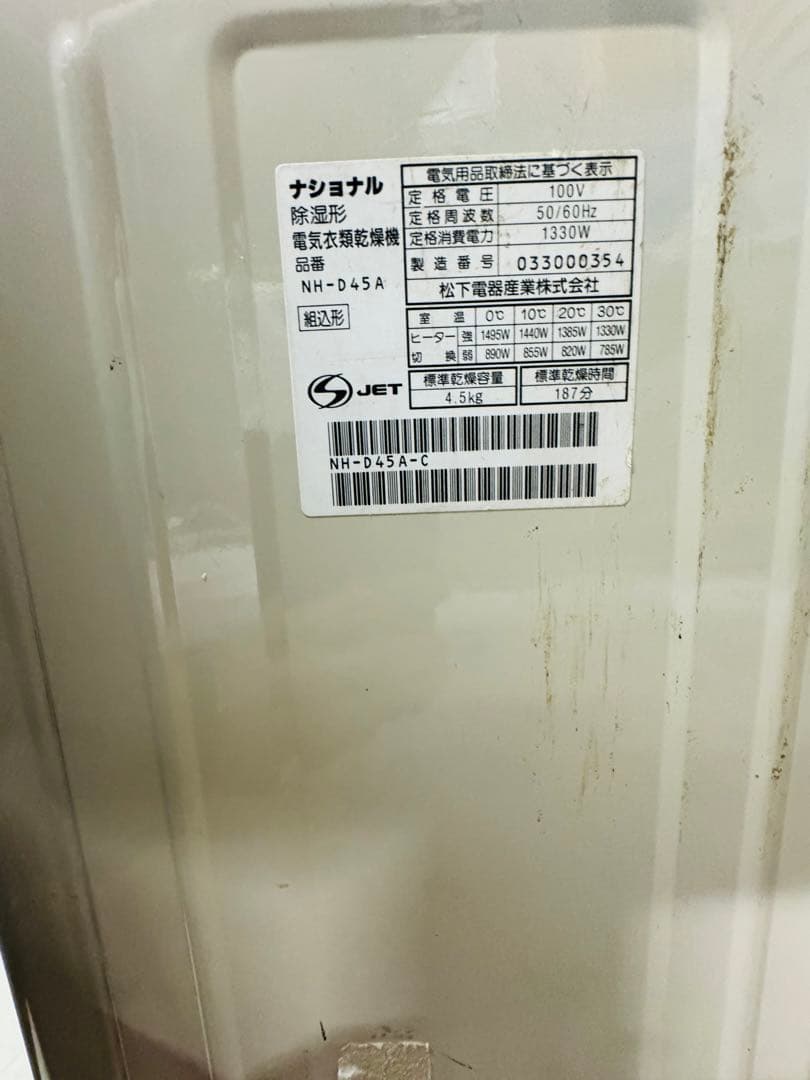 ナショナル
除湿形
電気衣類乾燥機
品番
NH-D45A
組込形
JET
電気用品取締法に基づく表示
定格電圧 100V
定格周波数 50/60Hz
定格消費電力 1330W
製造番号 033000354
松下電器産業株式会社
室温 0℃ 10℃ 20℃ 30℃
ヒーター 強 1495W 1440W 1385W 1330W
切換 弱 890W 855W 820W 785W
標準乾燥容量 標準乾燥時間
4.5kg 187分
NH-D45A-C